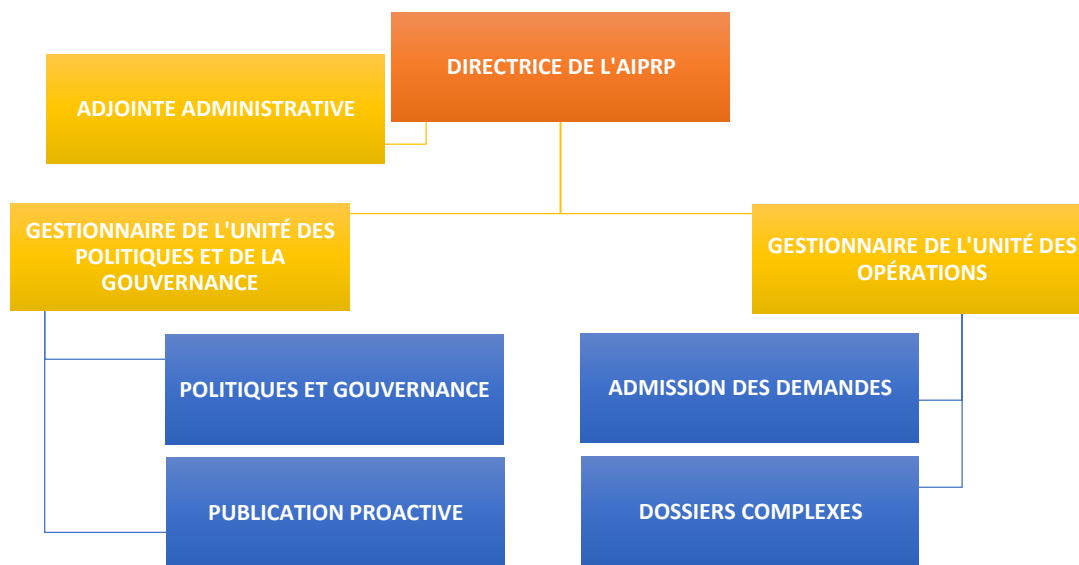 DIRECTRICE DE L'AIPRP
ADJOINTE ADMINISTRATIVE
GESTIONNAIRE DE L'UNITÉ DES
POLITIQUES ET DE LA
GOUVERNANCE
GESTIONNAIRE DE L'UNITÉ DES
OPÉRATIONS
POLITIQUES ET GOUVERNANCE
ADMISSION DES DEMANDES
PUBLICATION PROACTIVE
DOSSIERS COMPLEXES